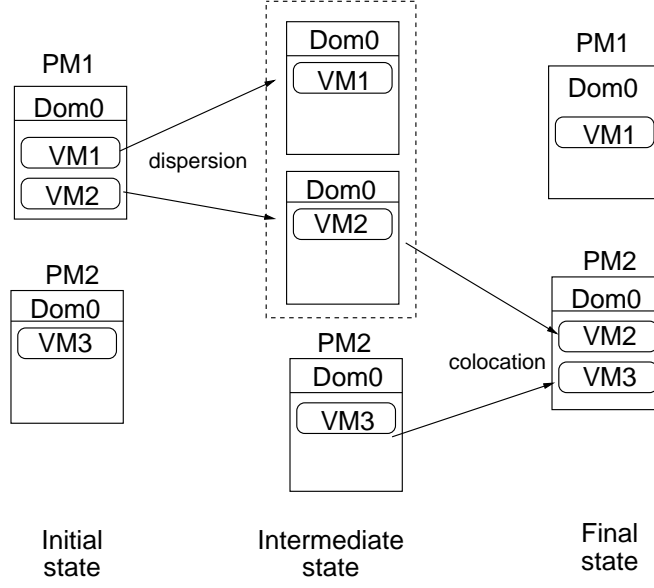 PM1
Dom0
VM1
VM2
PM2
Dom0
VM3
dispersion
Dom0
VM1
Dom0
VM2
PM2
Dom0
VM3
colocation
PM1
Dom0
VM1
PM2
Dom0
VM2
VM3
Initial
state
Intermediate
state
Final
state